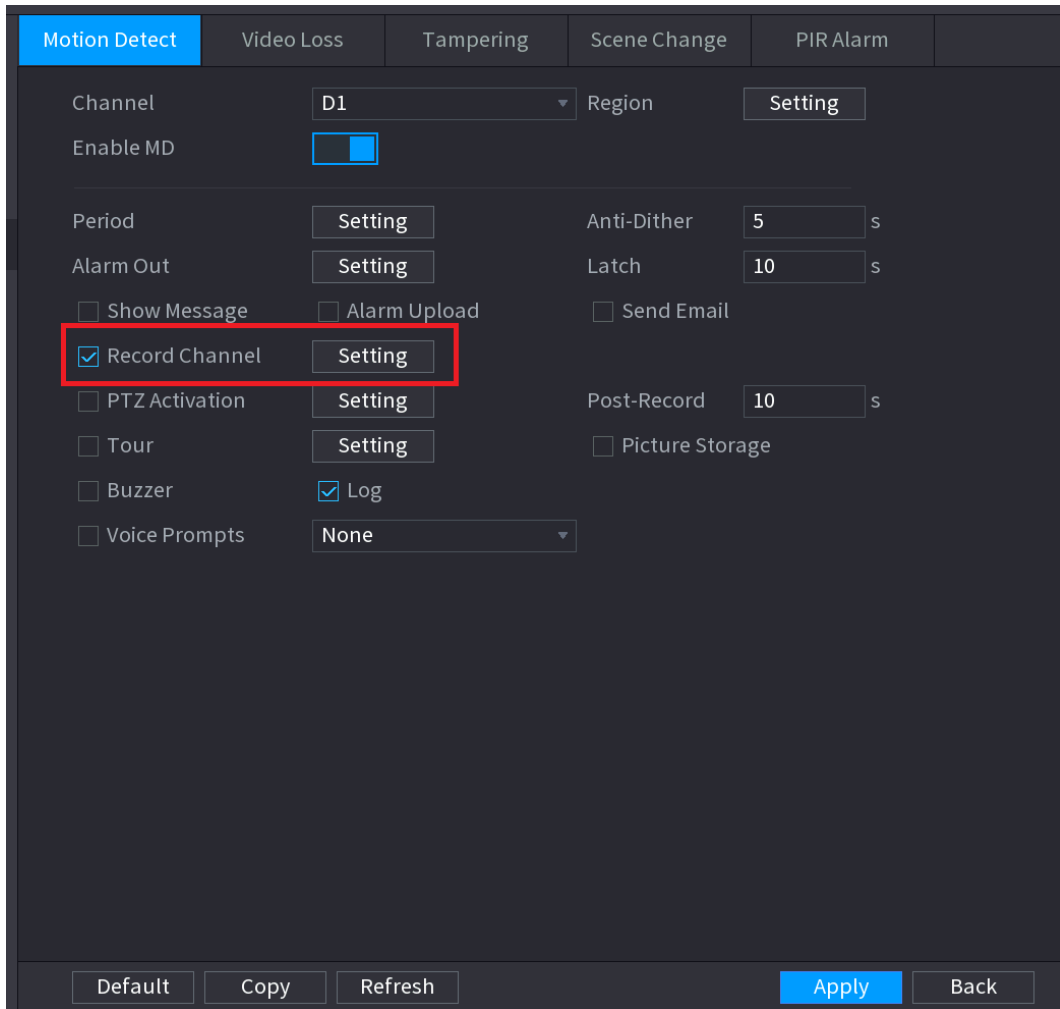 Motion Detect Video Loss Tampering Scene Change PIR Alarm
Channel D1 Region Setting
Enable MD
Period Setting Anti-Dither 5 s
Alarm Out Setting Latch 10 s
Show Message Alarm Upload Send Email
Record Channel Setting
PTZ Activation Setting Post-Record 10 s
Tour Setting Picture Storage
Buzzer Log
Voice Prompts None
Default Copy Refresh Apply Back